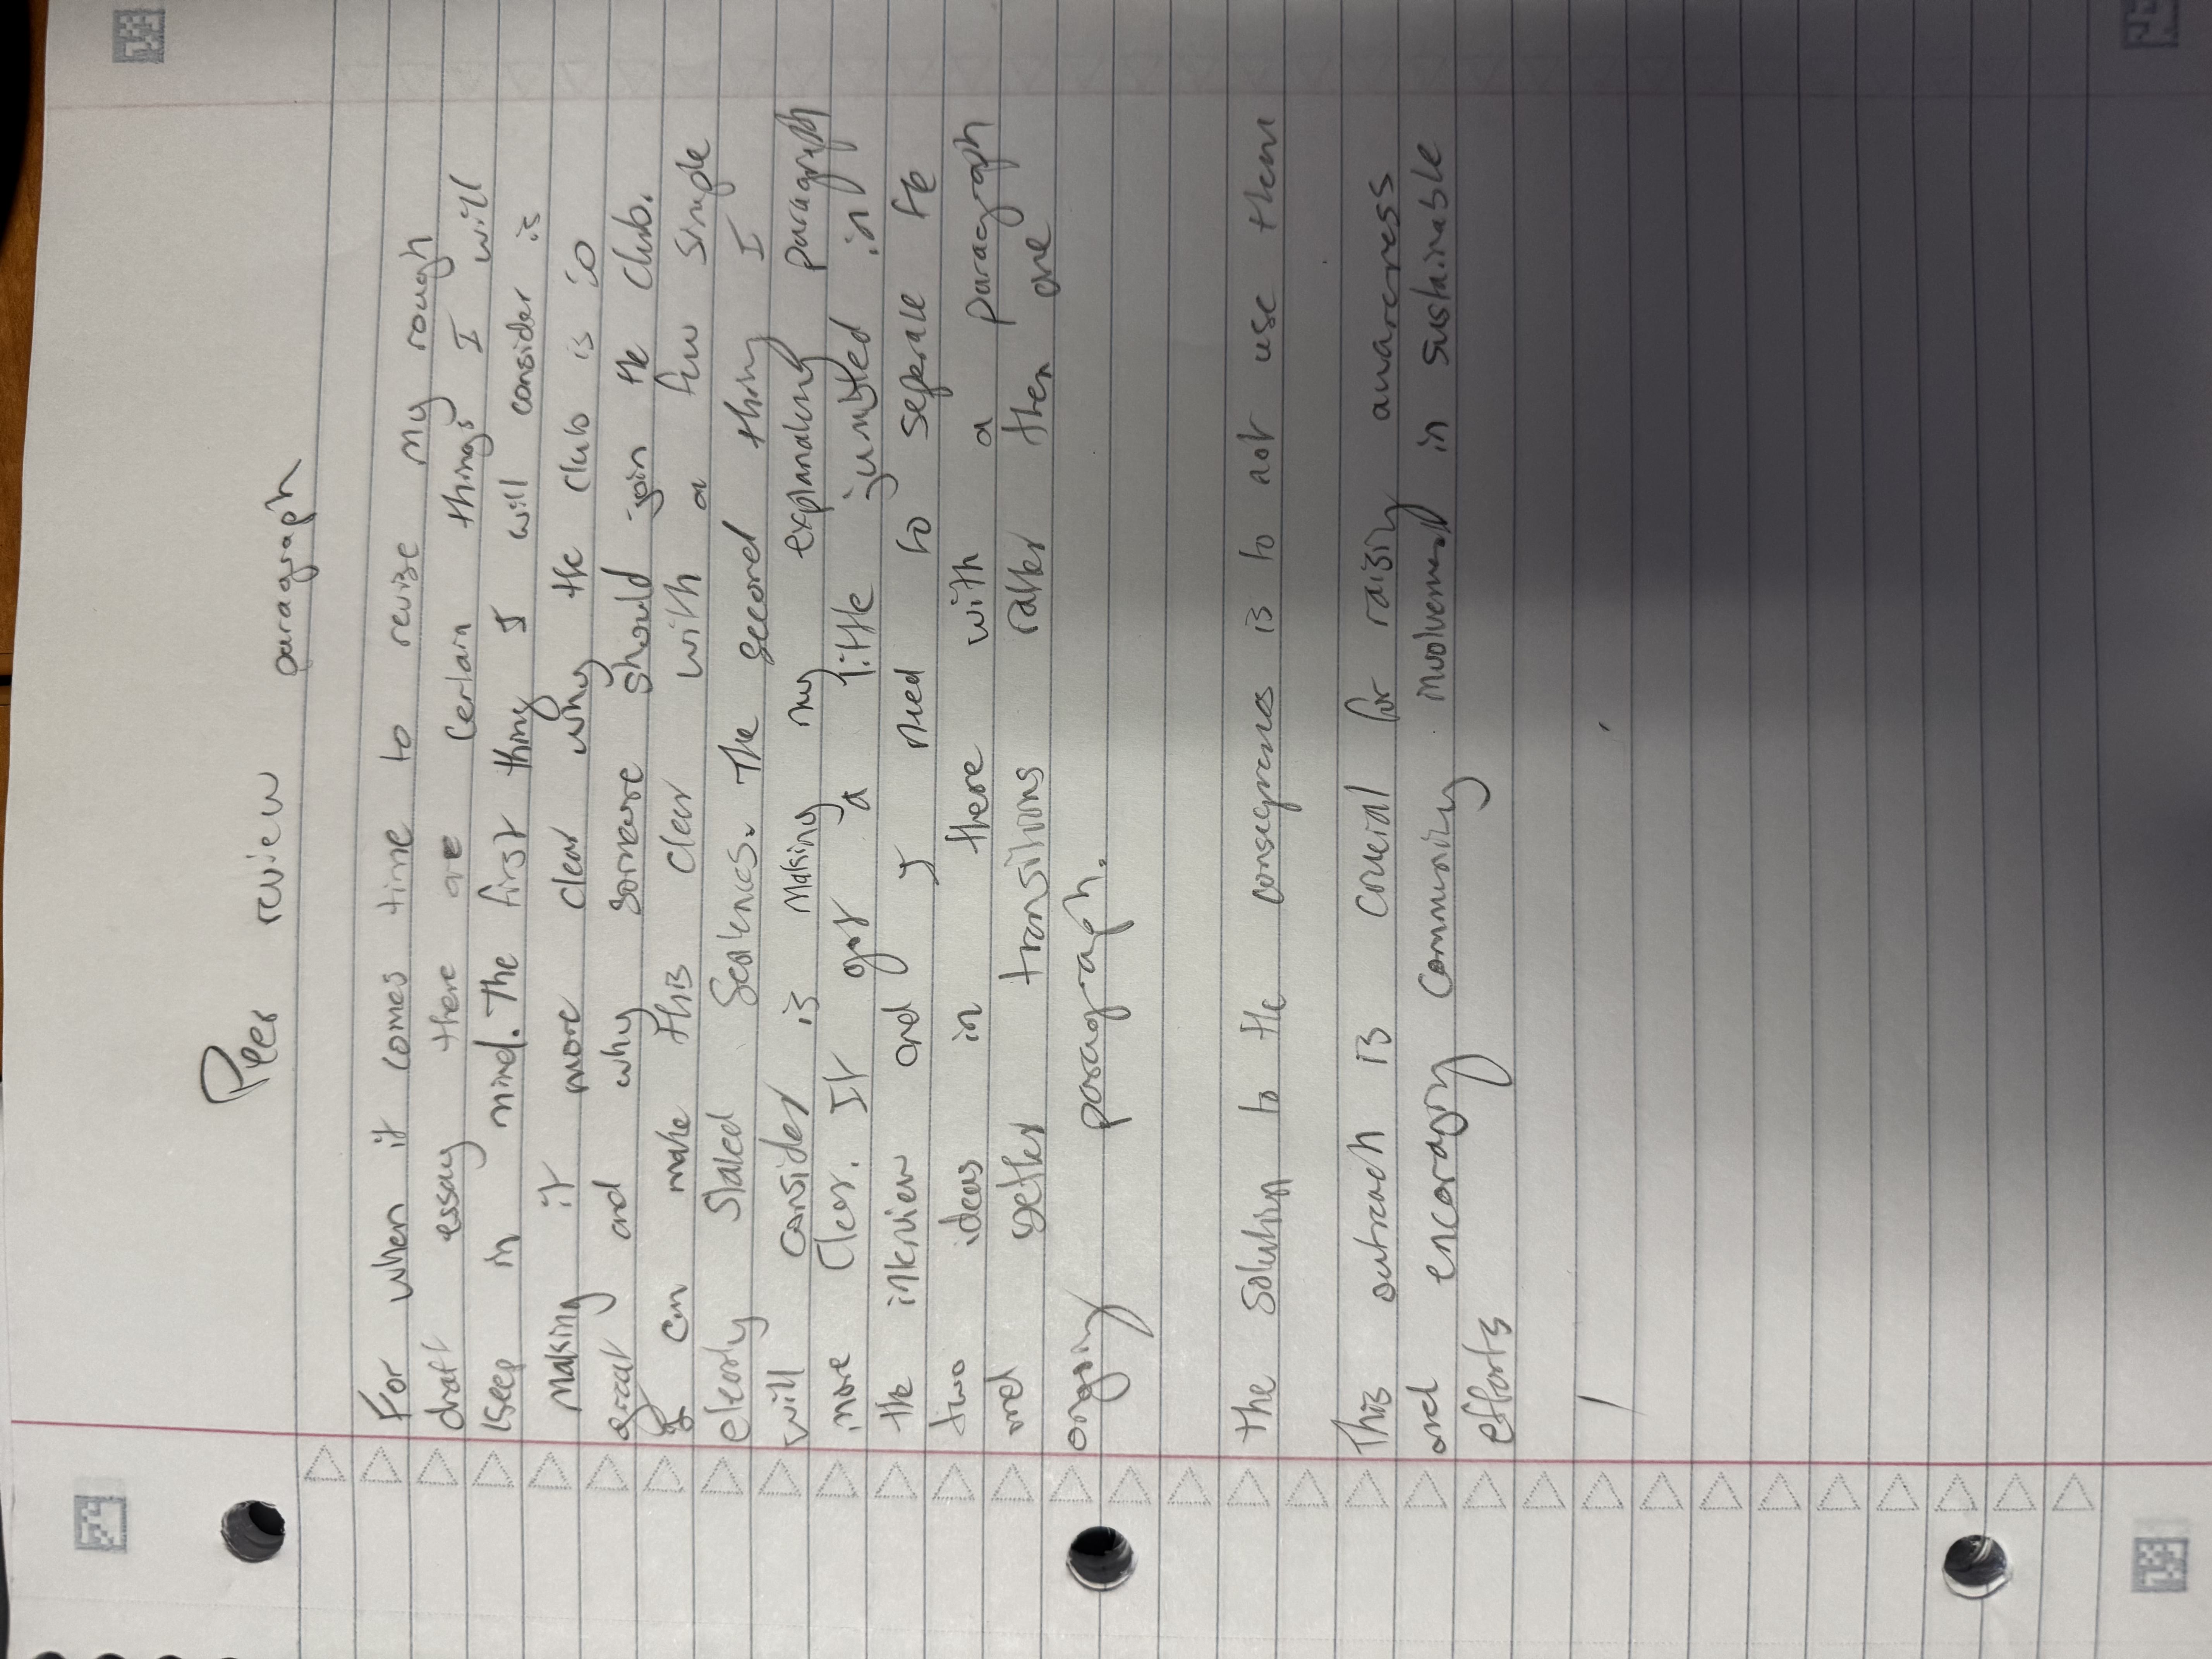 Peer review paragraph
For when it comes time to revise my rough
draft essay there are certain things I will
keep in mind. The first thing I will consider is
Making it more clear why the club is so
great and why someone should join the club.
I can make this clear with a few simple
clearly stated sentences. The second thing I
will consider is making my explanation paragraph
more clear. It got a little jumbled in
the interview and I need to separate the
two ideas in there with a paragraph
and better transitions rather then one
ongoing paragraph.
the solution to the consequences is to not use them
This outreach is crucial for raising awareness
and encoraging community involvement in sustainable
efforts